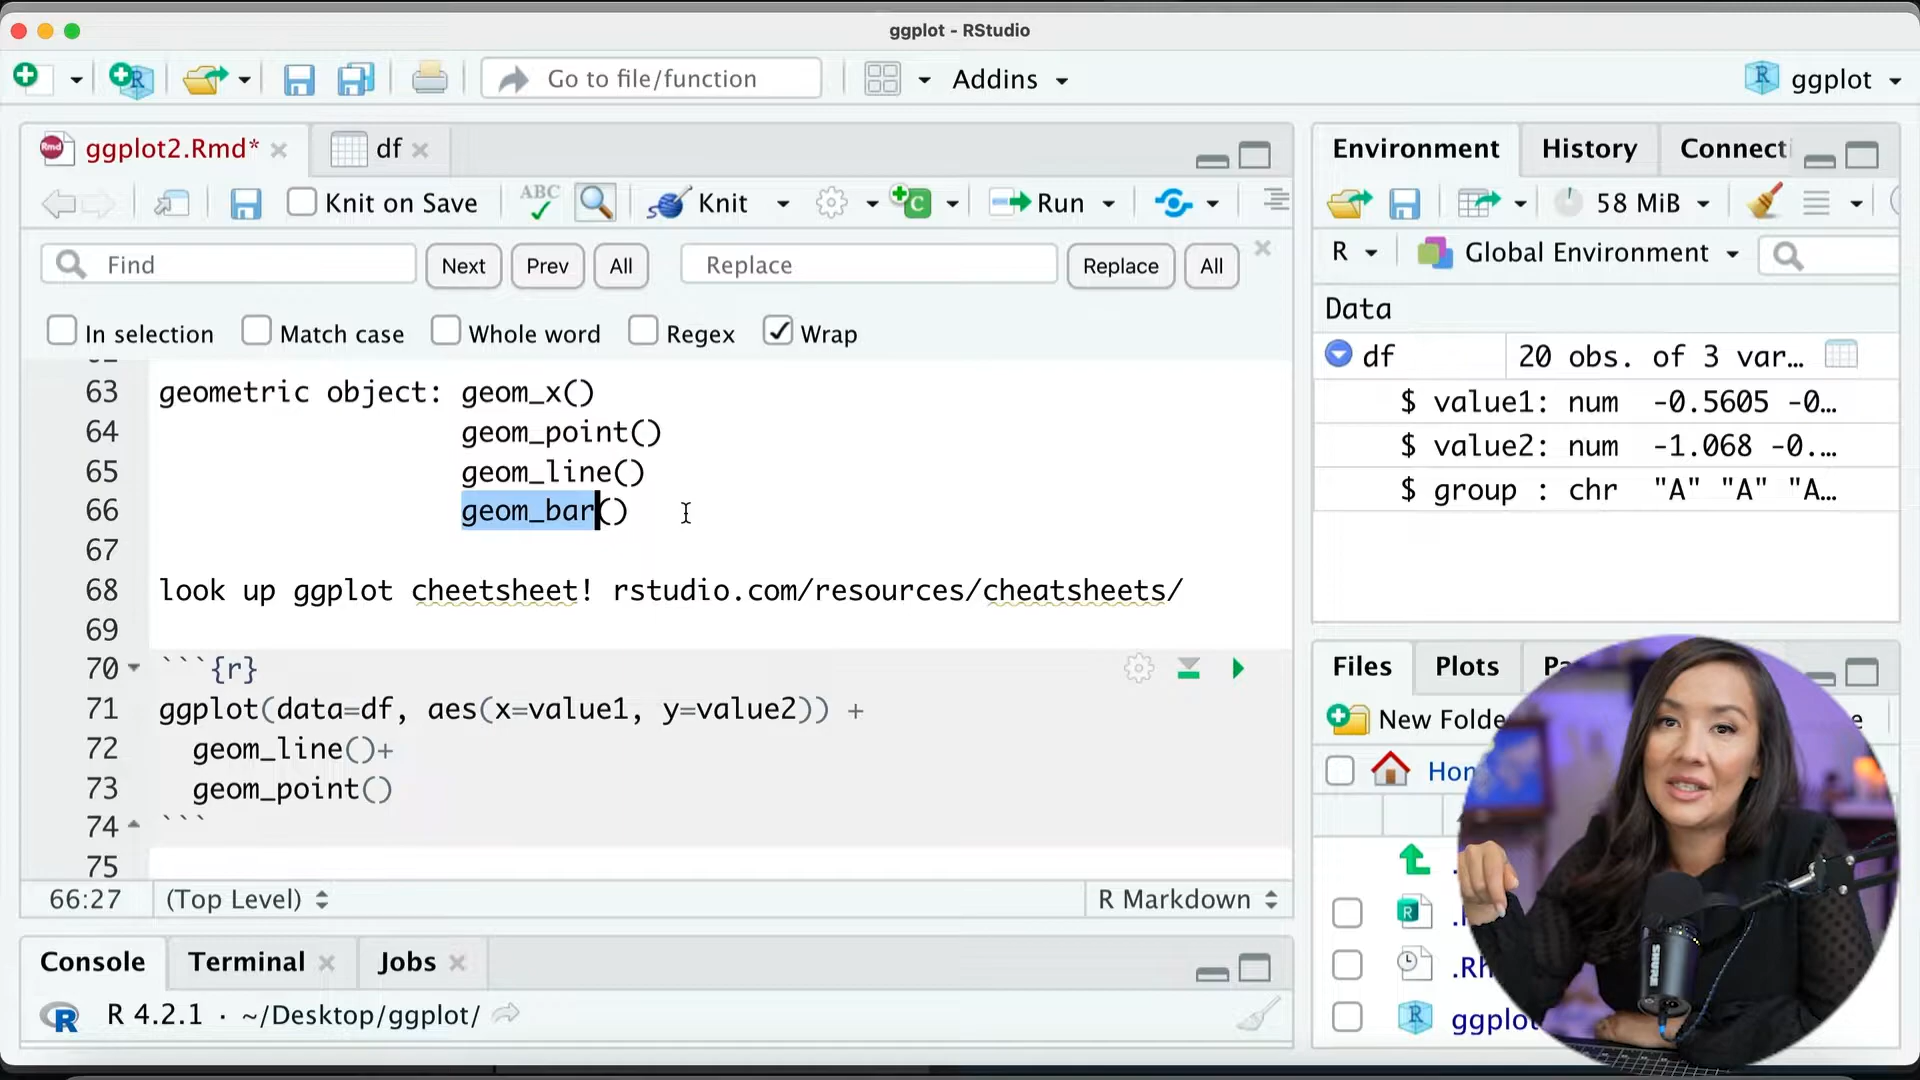 ggplot - RStudio
Go to file/function
Addins
ggplot
ggplot2.Rmd*
df
Knit on Save
ABC
Knit
Run
Find
Next
Prev
All
Replace
Replace
All
In selection
Match case
Whole word
Regex
Wrap
63 geometric object: geom_x()
64 geom_point()
65 geom_line()
66 geom_bar()
67
68 look up ggplot cheetsheet! rstudio.com/resources/cheatsheets/
69
70 ```{r}
71 ggplot(data=df, aes(x=value1, y=value2)) +
72 geom_line()+
73 geom_point()
74 ```
75
66:27 (Top Level) R Markdown
Console
Terminal
Jobs
R 4.2.1 · ~/Desktop/ggplot/
Environment
History
Connecti
58 MiB
R
Global Environment
Data
df 20 obs. of 3 var…
$ value1: num -0.5605 -0…
$ value2: num -1.068 -0.…
$ group : chr "A" "A" "A…
Files
Plots
Pa
New Folde
Hon
.Rh
ggplot
SHURE